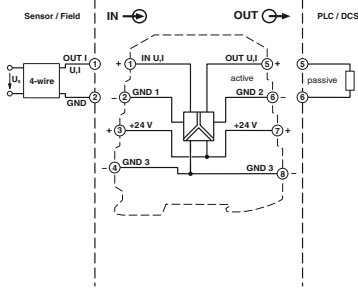 Sensor / Field
IN
OUT
PLC / DCS
OUT I
U,I
1
+ 1
IN U,I
OUT U,I
5 +
5
Us
4-wire
active
passive
GND
2
– 2
GND 1
GND 2
6 –
6
+ 3
+24 V
+24 V
7 +
– 4
GND 3
GND 3
8 –